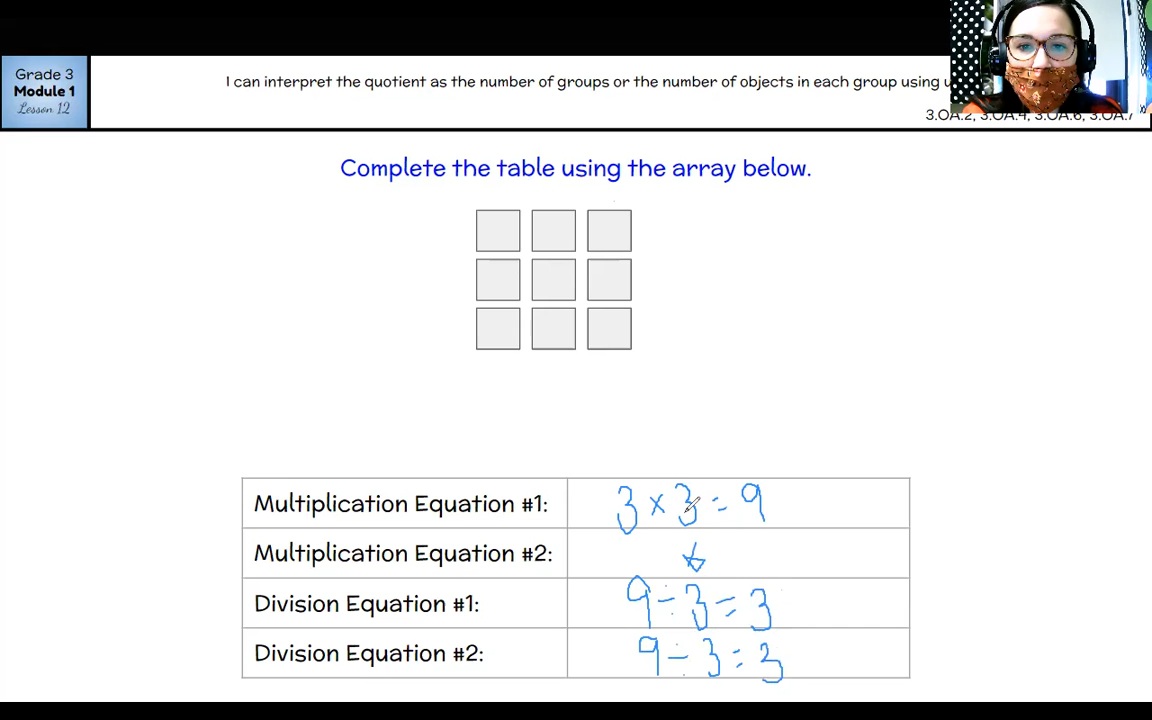 Grade 3
Module 1
Lesson 12
I can interpret the quotient as the number of groups or the number of objects in each group using
3.OA.2, 3.OA.4, 3.OA.6, 3.OA.7
Complete the table using the array below.
Multiplication Equation #1: 3 × 3 = 9
Multiplication Equation #2:
Division Equation #1: 9 ÷ 3 = 3
Division Equation #2: 9 ÷ 3 = 3